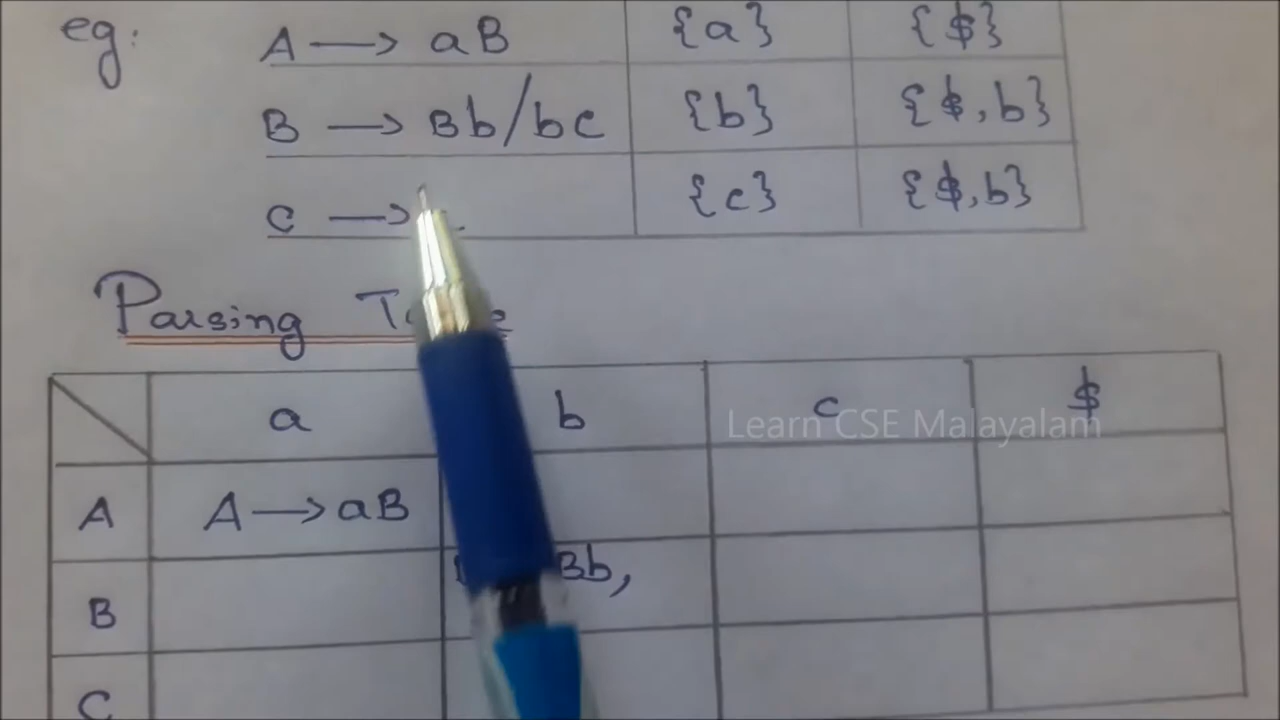 eg: A → aB {a} {$}
B → Bb/bc {b} {$,b}
C → {c} {$,b}
Parsing
a b c $
Learn CSE Malayalam
A A → aB
B Bb,
C